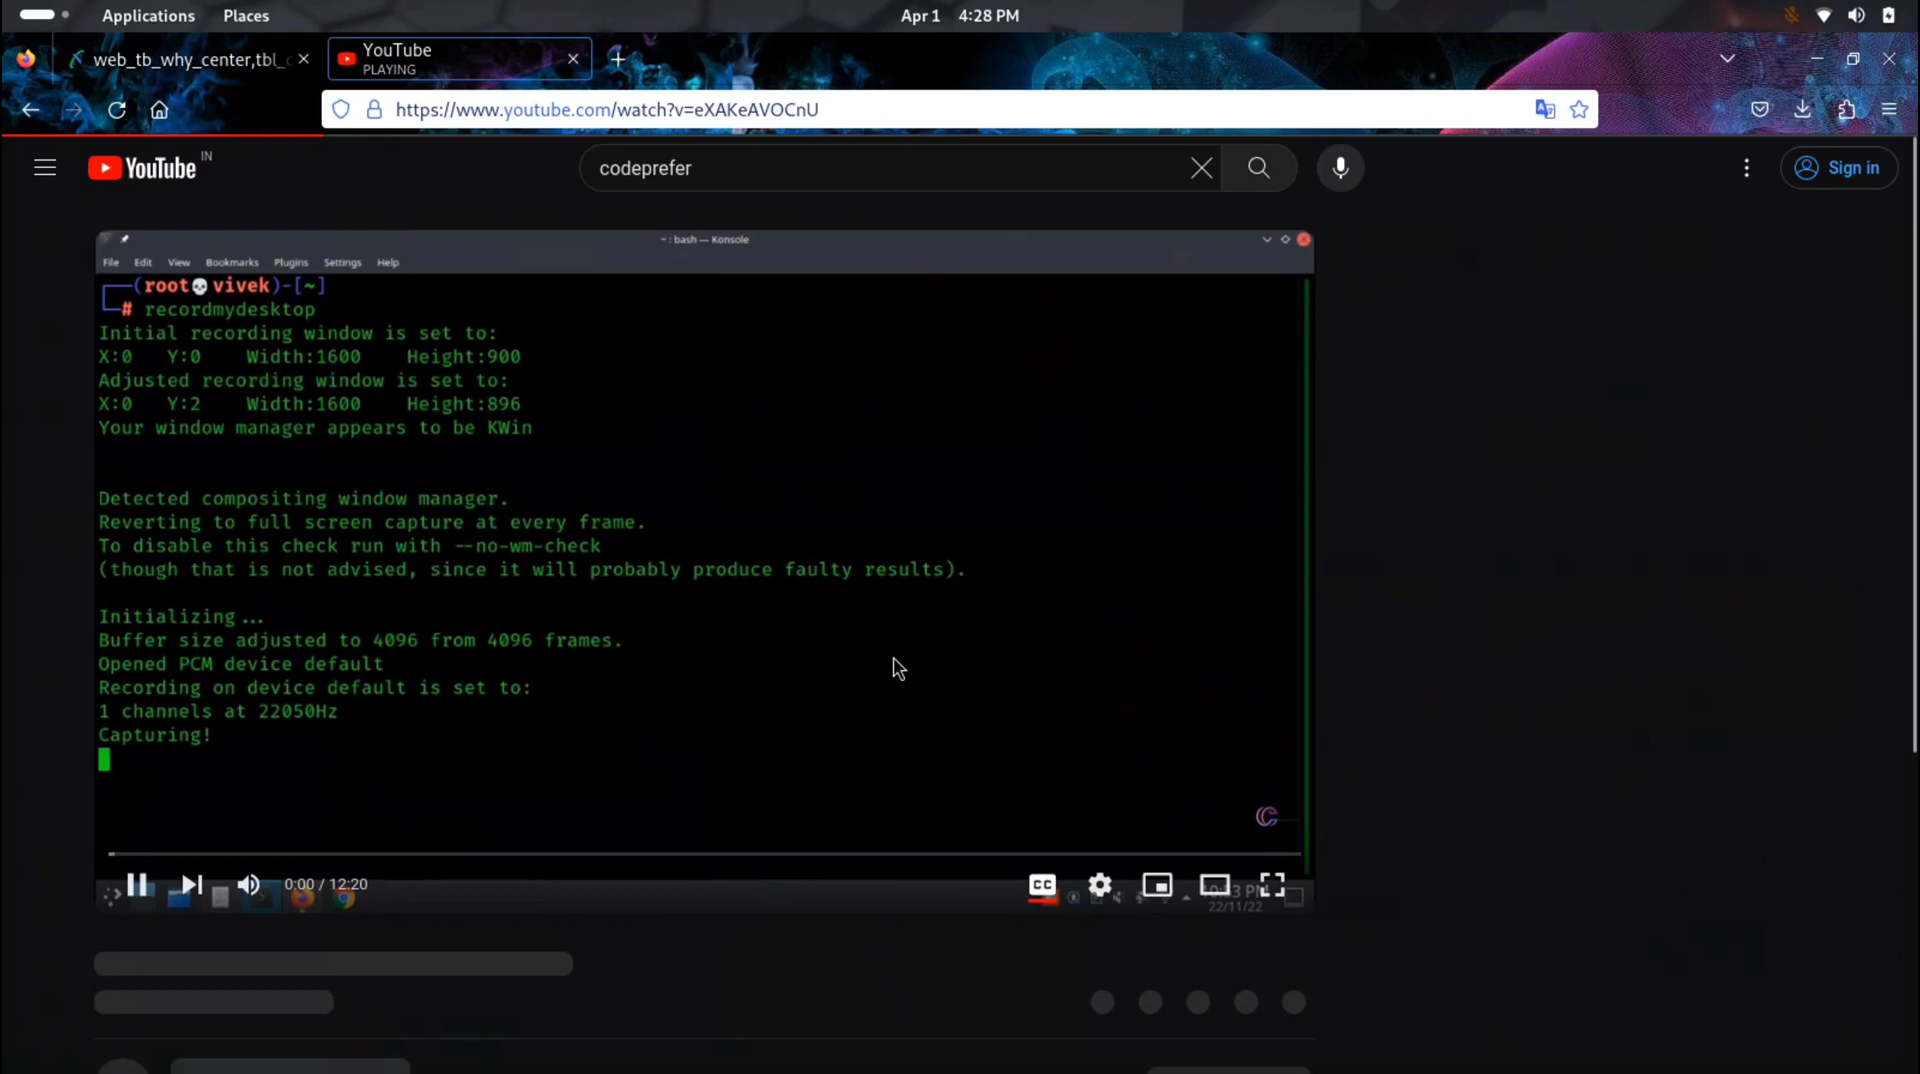 Applications Places Apr 1 4:28 PM
web_tb_why_center,tbl_c
YouTube
PLAYING
https://www.youtube.com/watch?v=eXAKeAVOCnU
YouTube IN codeprefer Sign in
~ : bash — Konsole
File Edit View Bookmarks Plugins Settings Help
(root💀vivek)-[~]
# recordmydesktop
Initial recording window is set to:
X:0 Y:0 Width:1600 Height:900
Adjusted recording window is set to:
X:0 Y:2 Width:1600 Height:896
Your window manager appears to be KWin
Detected compositing window manager.
Reverting to full screen capture at every frame.
To disable this check run with --no-wm-check
(though that is not advised, since it will probably produce faulty results).
Initializing...
Buffer size adjusted to 4096 from 4096 frames.
Opened PCM device default
Recording on device default is set to:
1 channels at 22050Hz
Capturing!
0:00 / 12:20
CC
22/11/22